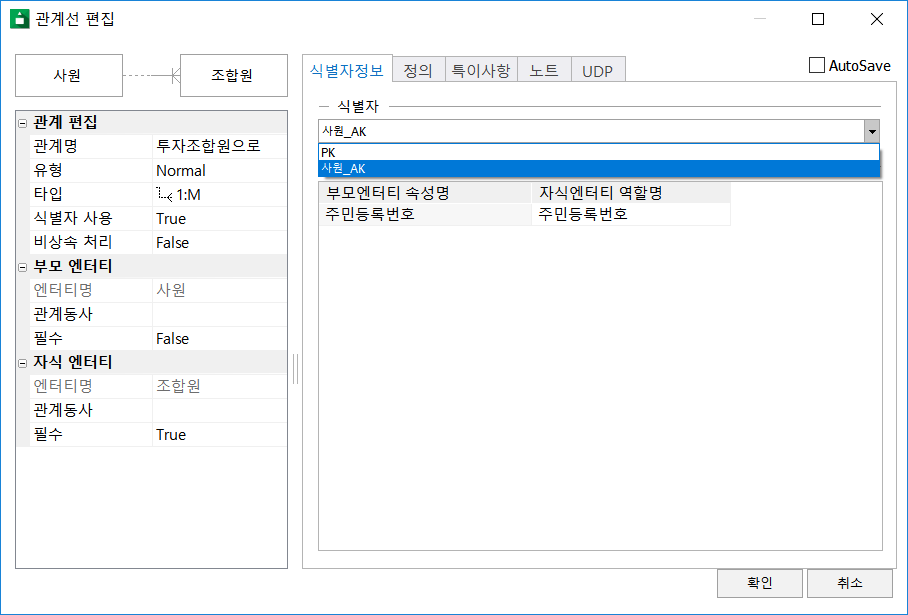 관계선 편집
사원
조합원
관계 편집
관계명 투자조합원으로
유형 Normal
타입 1:M
식별자 사용 True
비상속 처리 False
부모 엔터티
엔터티명 사원
관계동사
필수 False
자식 엔터티
엔터티명 조합원
관계동사
필수 True
식별자정보 정의 특이사항 노트 UDP
AutoSave
식별자
사원_AK
PK
사원_AK
부모엔터티 속성명 자식엔터티 역할명
주민등록번호 주민등록번호
확인 취소